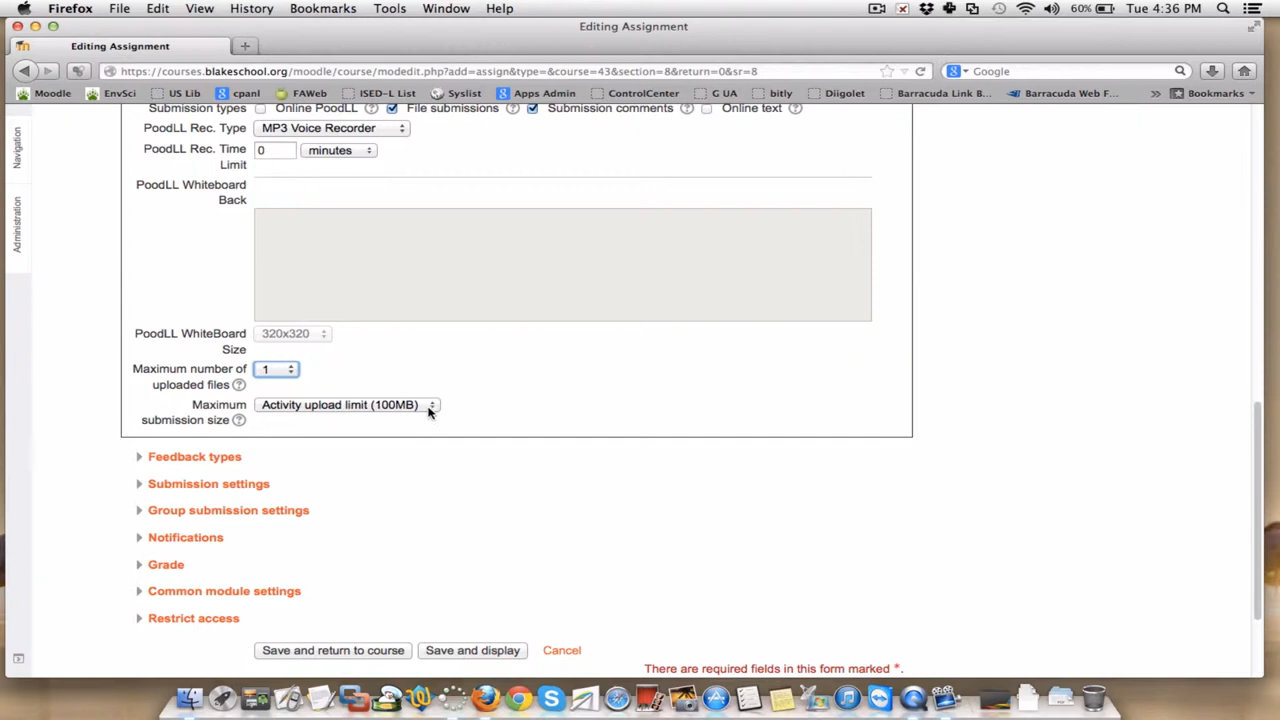 Firefox File Edit View History Bookmarks Tools Window Help 60% Tue 4:36 PM
Editing Assignment
Editing Assignment
https://courses.blakeschool.org/moodle/course/modedit.php?add=assign&type=&course=43&section=8&return=0&sr=8 Google
Moodle EnvSci US Lib cpanl FAWeb ISED-L List Syslist Apps Admin ControlCenter G UA bitly Diigolet Barracuda Link B... Barracuda Web F... » Bookmarks
Submission types Online PoodLL ? File submissions ? Submission comments ? Online text ?
Navigation
PoodLL Rec. Type MP3 Voice Recorder
PoodLL Rec. Time 0 minutes
Limit
PoodLL Whiteboard
Back
Administration
PoodLL WhiteBoard 320x320
Size
Maximum number of 1
uploaded files ?
Maximum Activity upload limit (100MB)
submission size ?
Feedback types
Submission settings
Group submission settings
Notifications
Grade
Common module settings
Restrict access
Save and return to course Save and display Cancel
There are required fields in this form marked *.